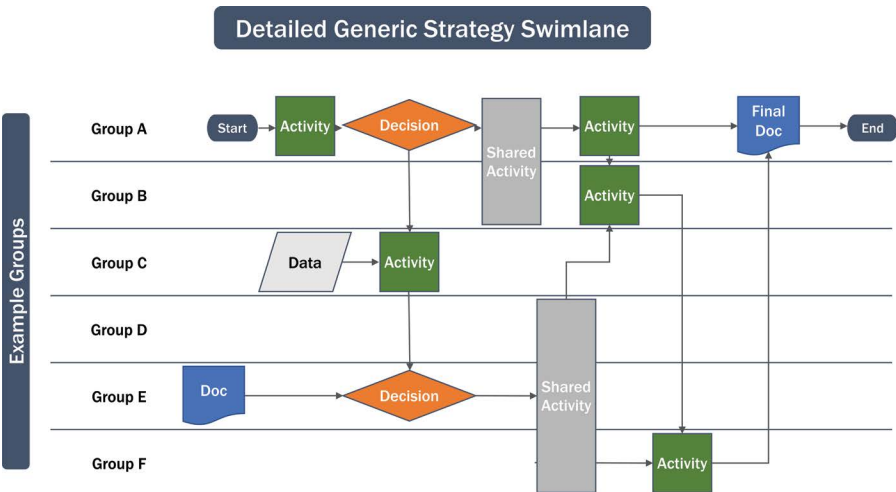 Detailed Generic Strategy Swimlane
Example Groups
Group A
Start
Activity
Decision
Shared
Activity
Activity
Final
Doc
End
Group B
Activity
Group C
Data
Activity
Group D
Group E
Doc
Decision
Shared
Activity
Group F
Activity